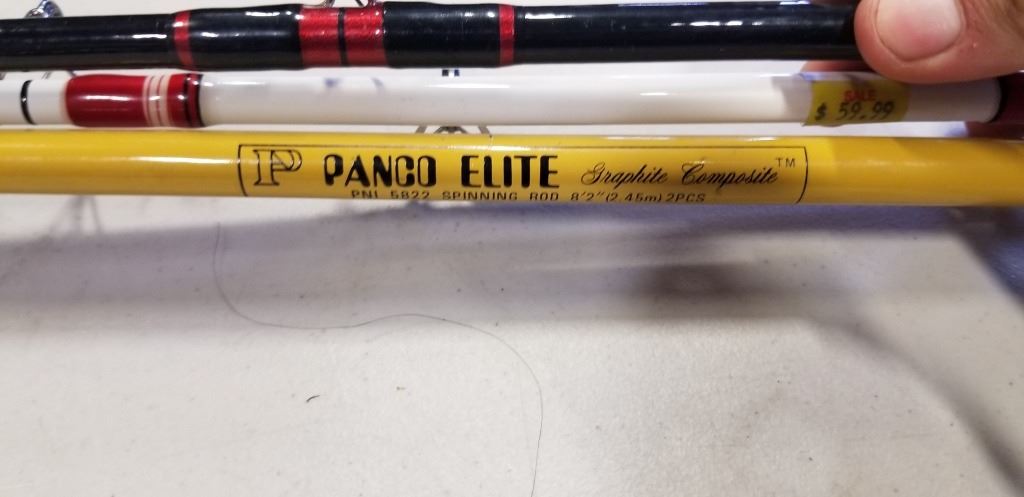 SALE
$ 59.99
P PANCO ELITE Graphite Composite™
PNL 5822 SPINNING ROD 8'2"(2.45m) 2PCS